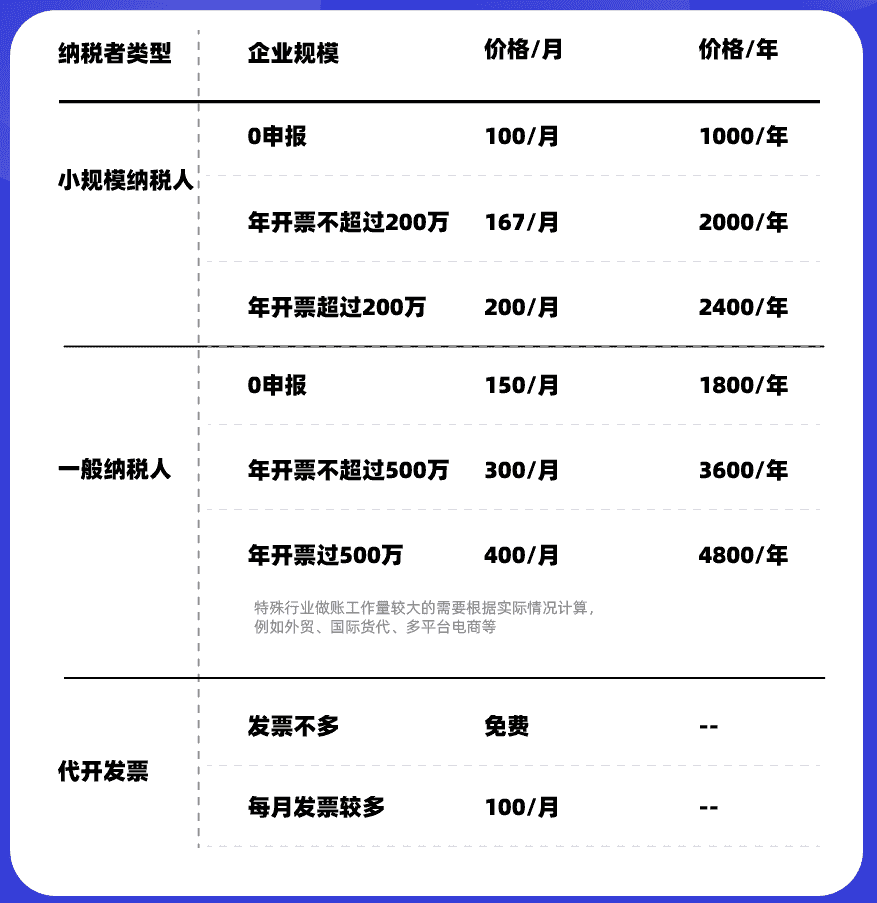 纳税者类型 企业规模 价格/月 价格/年
0申报 100/月 1000/年
小规模纳税人
年开票不超过200万 167/月 2000/年
年开票超过200万 200/月 2400/年
0申报 150/月 1800/年
一般纳税人 年开票不超过500万 300/月 3600/年
年开票过500万 400/月 4800/年
特殊行业做账工作量较大的需要根据实际情况计算，
例如外贸、国际货代、多平台电商等
发票不多 免费 --
代开发票
每月发票较多 100/月 --